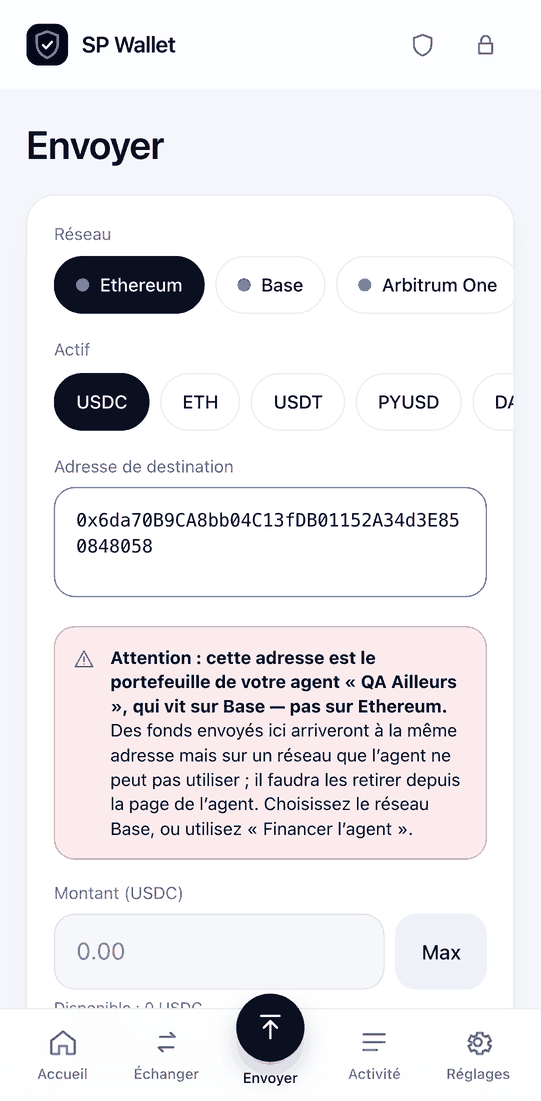 SP Wallet
Envoyer
Réseau
Ethereum
Base
Arbitrum One
Actif
USDC
ETH
USDT
PYUSD
DA
Adresse de destination
0x6da70B9CA8bb04C13fDB01152A34d3E85
0848058
Attention : cette adresse est le
portefeuille de votre agent « QA Ailleurs
», qui vit sur Base — pas sur Ethereum.
Des fonds envoyés ici arriveront à la même
adresse mais sur un réseau que l’agent ne
peut pas utiliser ; il faudra les retirer depuis
la page de l’agent. Choisissez le réseau
Base, ou utilisez « Financer l’agent ».
Montant (USDC)
0.00
Max
Disponible : 0 USDC
Accueil
Échanger
Envoyer
Activité
Réglages